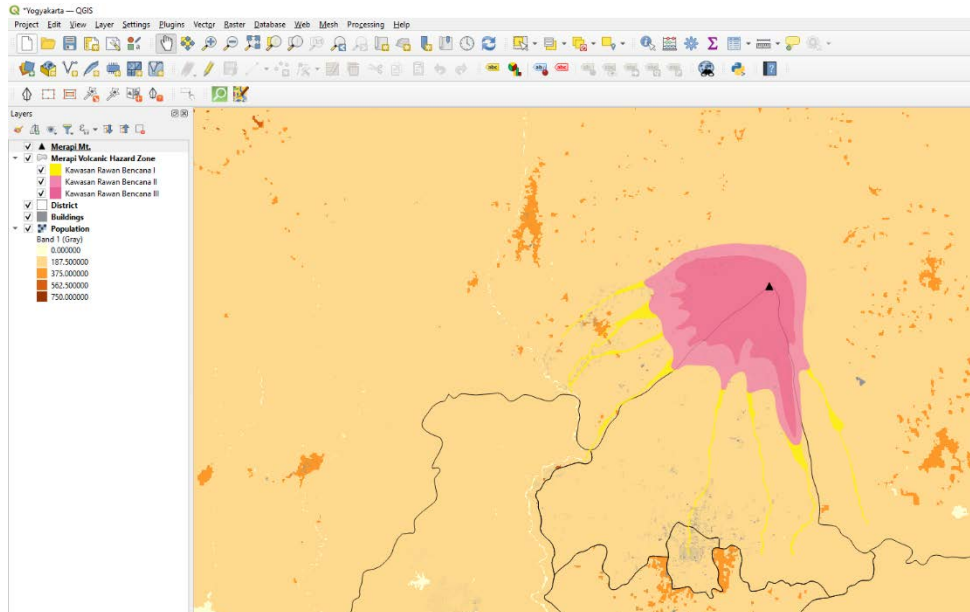 *Yogyakarta — QGIS
Project Edit View Layer Settings Plugins Vector Raster Database Web Mesh Processing Help
Layers
Merapi Mt.
Merapi Volcanic Hazard Zone
Kawasan Rawan Bencana I
Kawasan Rawan Bencana II
Kawasan Rawan Bencana III
District
Buildings
Population
Band 1 (Gray)
0.000000
187.500000
375.000000
562.500000
750.000000